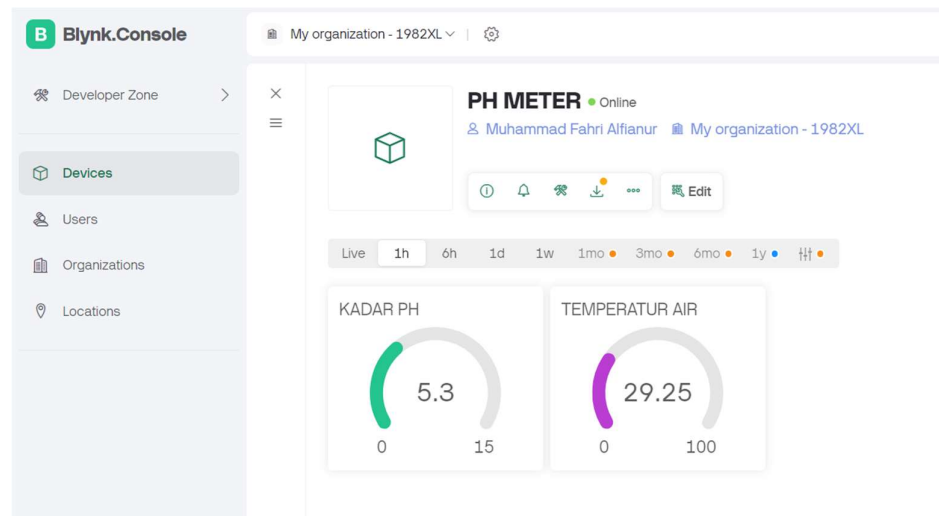 B Blynk.Console
My organization - 1982XL
Developer Zone
Devices
Users
Organizations
Locations
PH METER Online
Muhammad Fahri Alfianur My organization - 1982XL
Edit
Live 1h 6h 1d 1w 1mo 3mo 6mo 1y
KADAR PH
5.3
0 15
TEMPERATUR AIR
29.25
0 100